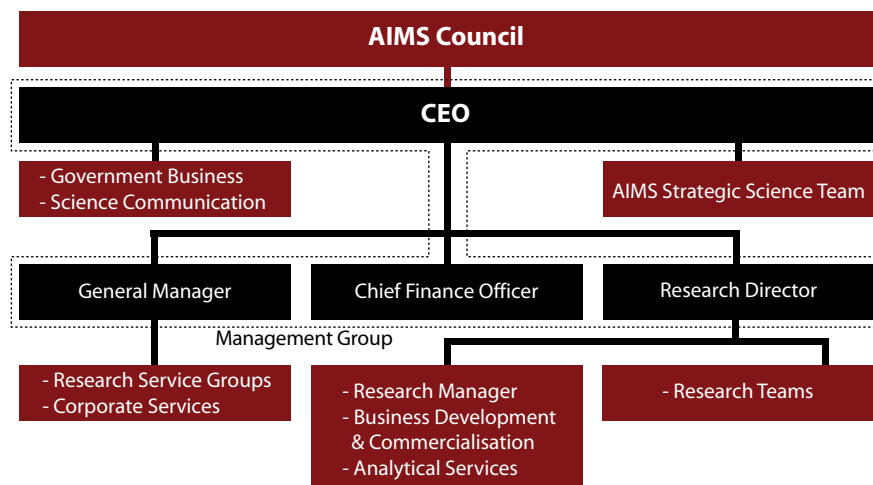 AIMS Council
CEO
- Government Business
- Science Communication
AIMS Strategic Science Team
General Manager
Chief Finance Officer
Research Director
Management Group
- Research Service Groups
- Corporate Services
- Research Manager
- Business Development
& Commercialisation
- Analytical Services
- Research Teams